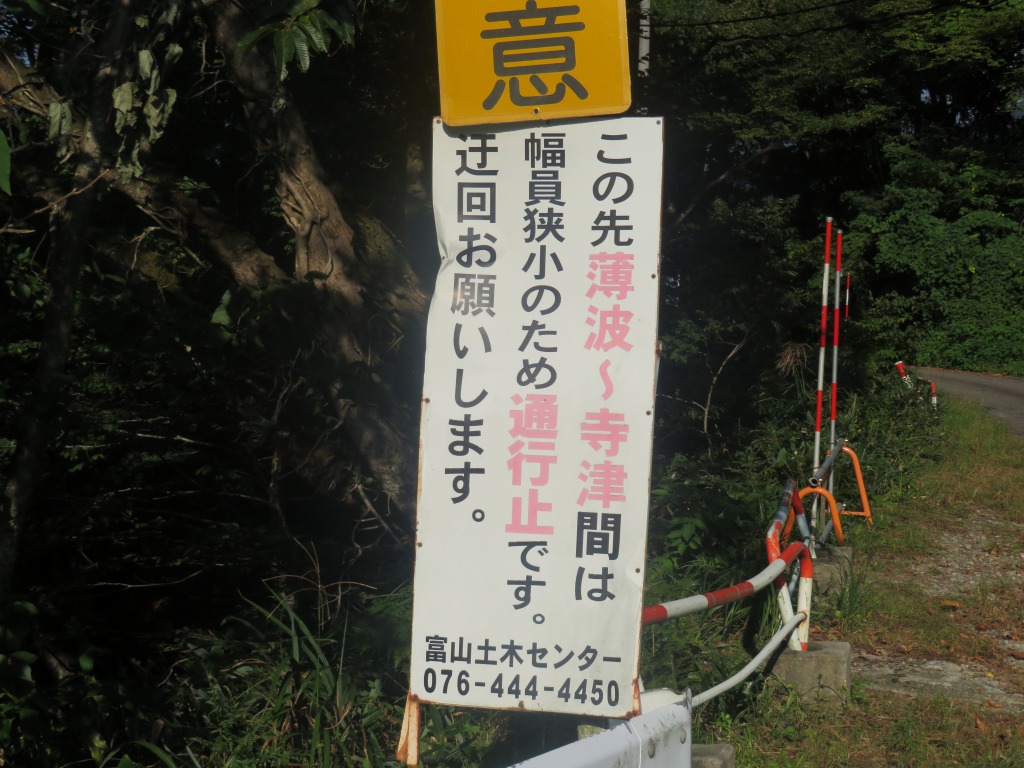 意
この先薄波～寺津間は
幅員狭小のため通行止です。
迂回お願いします。
富山土木センター
076-444-4450